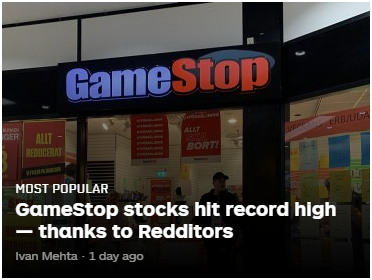 GameStop
ALLT
REDUCERAT
ALLT
BORT!
MOST POPULAR
GameStop stocks hit record high
— thanks to Redditors
Ivan Mehta · 1 day ago